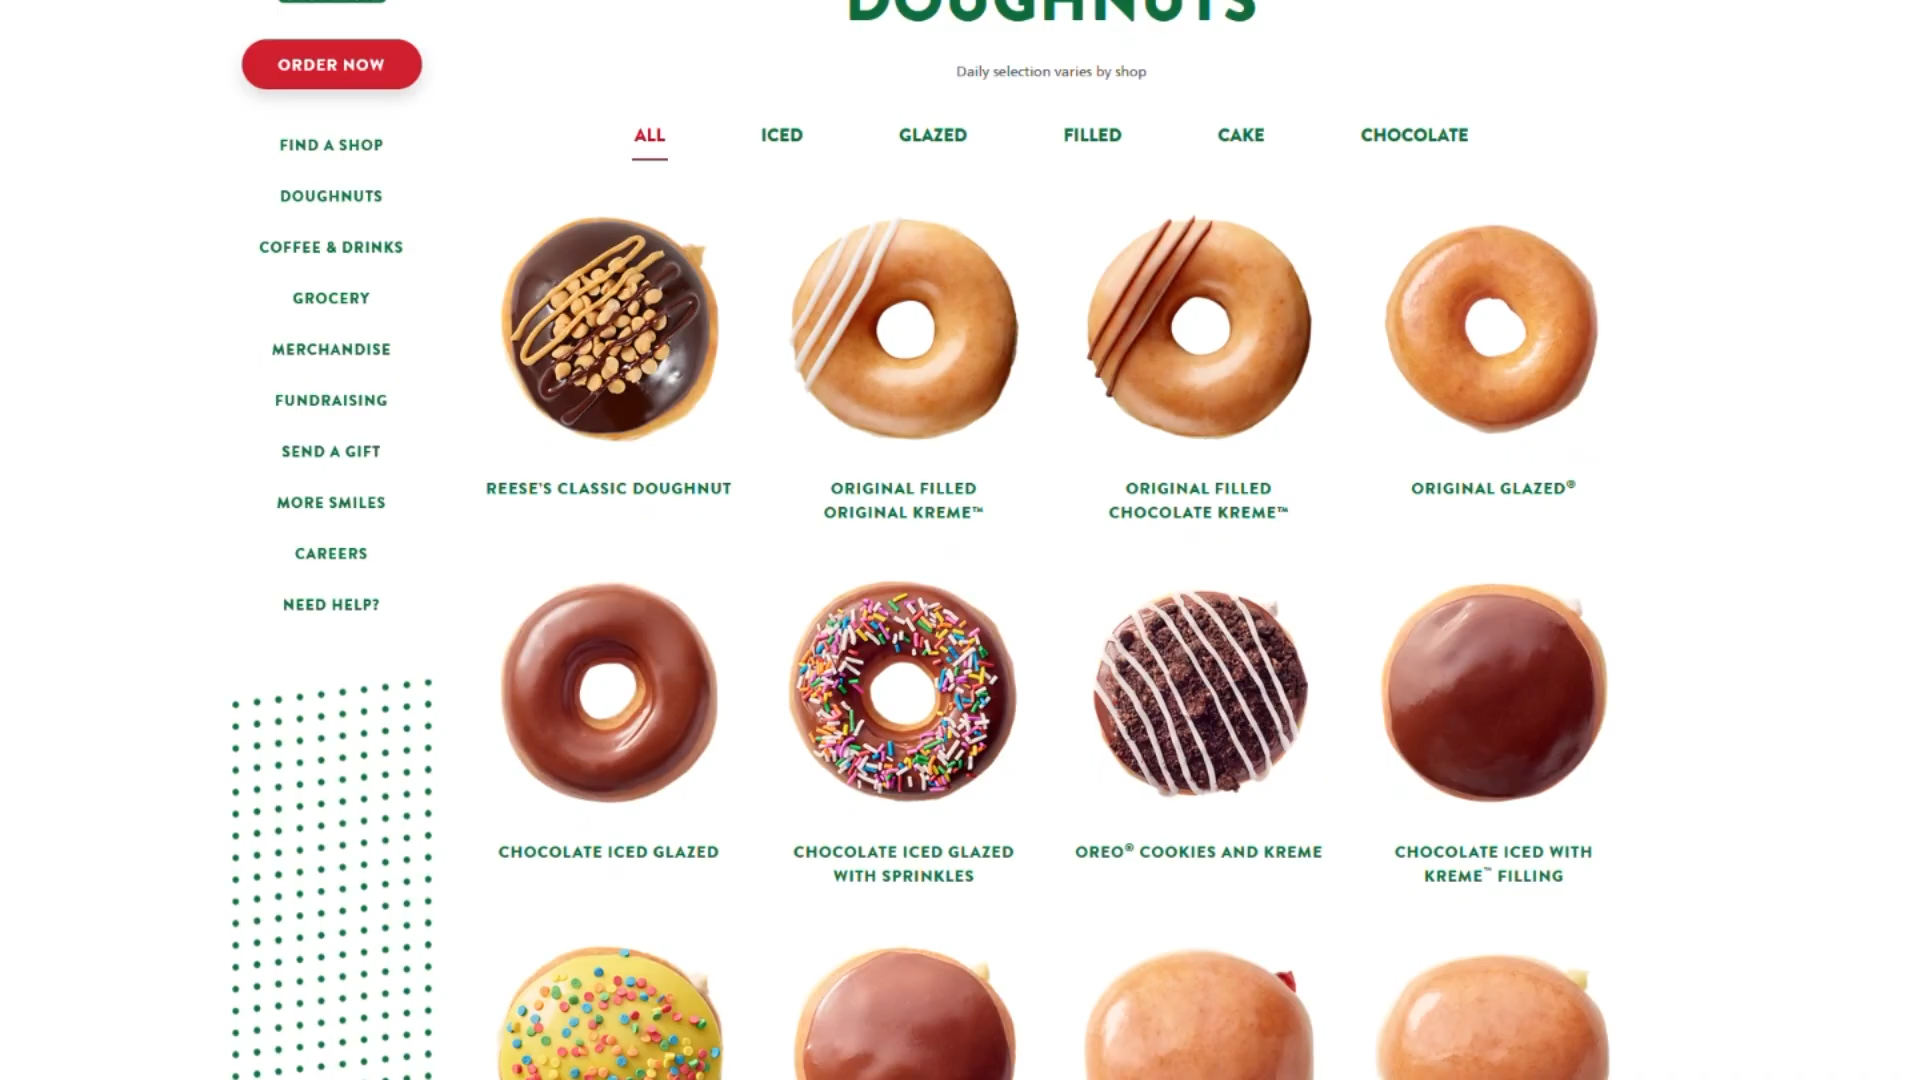 DOUGHNUTS
ORDER NOW
Daily selection varies by shop
ALL ICED GLAZED FILLED CAKE CHOCOLATE
FIND A SHOP
DOUGHNUTS
COFFEE & DRINKS
GROCERY
MERCHANDISE
FUNDRAISING
SEND A GIFT
MORE SMILES
CAREERS
NEED HELP?
REESE'S CLASSIC DOUGHNUT
ORIGINAL FILLED
ORIGINAL KREME™
ORIGINAL FILLED
CHOCOLATE KREME™
ORIGINAL GLAZED®
CHOCOLATE ICED GLAZED
CHOCOLATE ICED GLAZED
WITH SPRINKLES
OREO® COOKIES AND KREME
CHOCOLATE ICED WITH
KREME™ FILLING